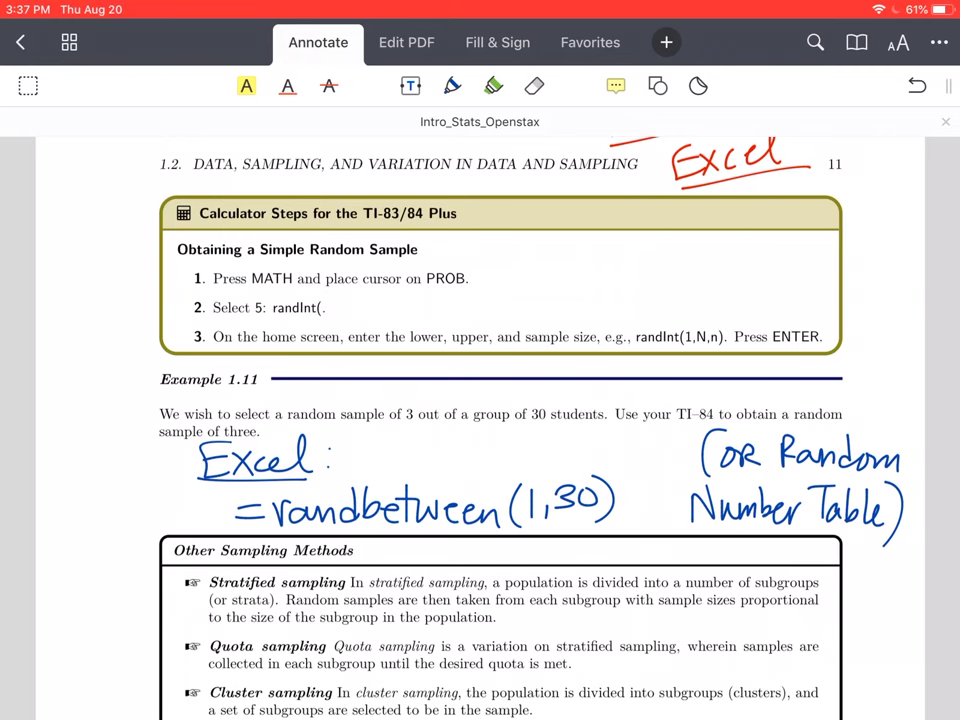 3:37 PM Thu Aug 20 61%
Annotate Edit PDF Fill & Sign Favorites
AA
A A A T
Intro_Stats_Openstax
1.2. DATA, SAMPLING, AND VARIATION IN DATA AND SAMPLING Excel 11
Calculator Steps for the TI-83/84 Plus
Obtaining a Simple Random Sample
1. Press MATH and place cursor on PROB.
2. Select 5: randInt(.
3. On the home screen, enter the lower, upper, and sample size, e.g., randInt(1,N,n). Press ENTER.
Example 1.11
We wish to select a random sample of 3 out of a group of 30 students. Use your TI–84 to obtain a random
sample of three.
Excel:
=randbetween(1,30)
(OR Random
Number Table)
Other Sampling Methods
☞ Stratified sampling In stratified sampling, a population is divided into a number of subgroups
(or strata). Random samples are then taken from each subgroup with sample sizes proportional
to the size of the subgroup in the population.
☞ Quota sampling Quota sampling is a variation on stratified sampling, wherein samples are
collected in each subgroup until the desired quota is met.
☞ Cluster sampling In cluster sampling, the population is divided into subgroups (clusters), and
a set of subgroups are selected to be in the sample.